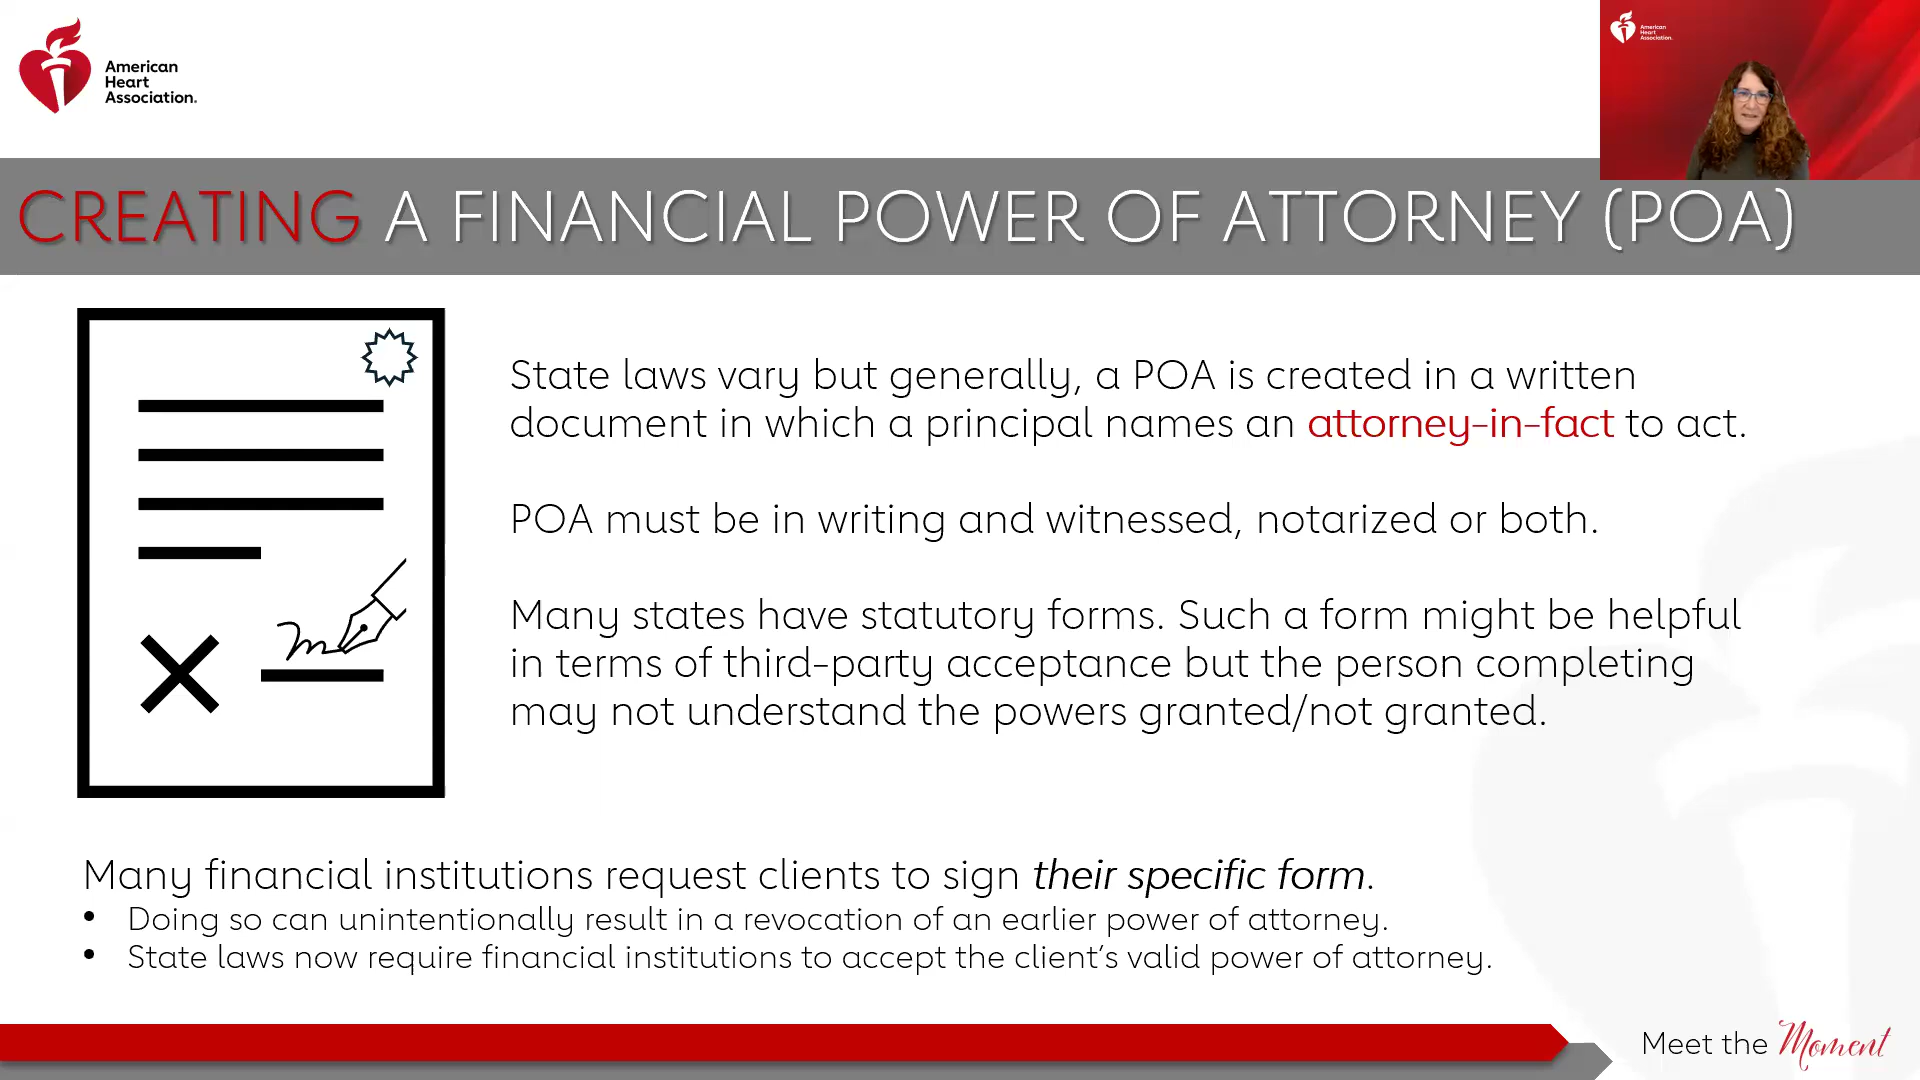 American
Heart
Association.
American
Heart
Association.
CREATING A FINANCIAL POWER OF ATTORNEY (POA)
State laws vary but generally, a POA is created in a written
document in which a principal names an attorney-in-fact to act.
POA must be in writing and witnessed, notarized or both.
Many states have statutory forms. Such a form might be helpful
in terms of third-party acceptance but the person completing
may not understand the powers granted/not granted.
Many financial institutions request clients to sign their specific form.
• Doing so can unintentionally result in a revocation of an earlier power of attorney.
• State laws now require financial institutions to accept the client’s valid power of attorney.
Meet the Moment